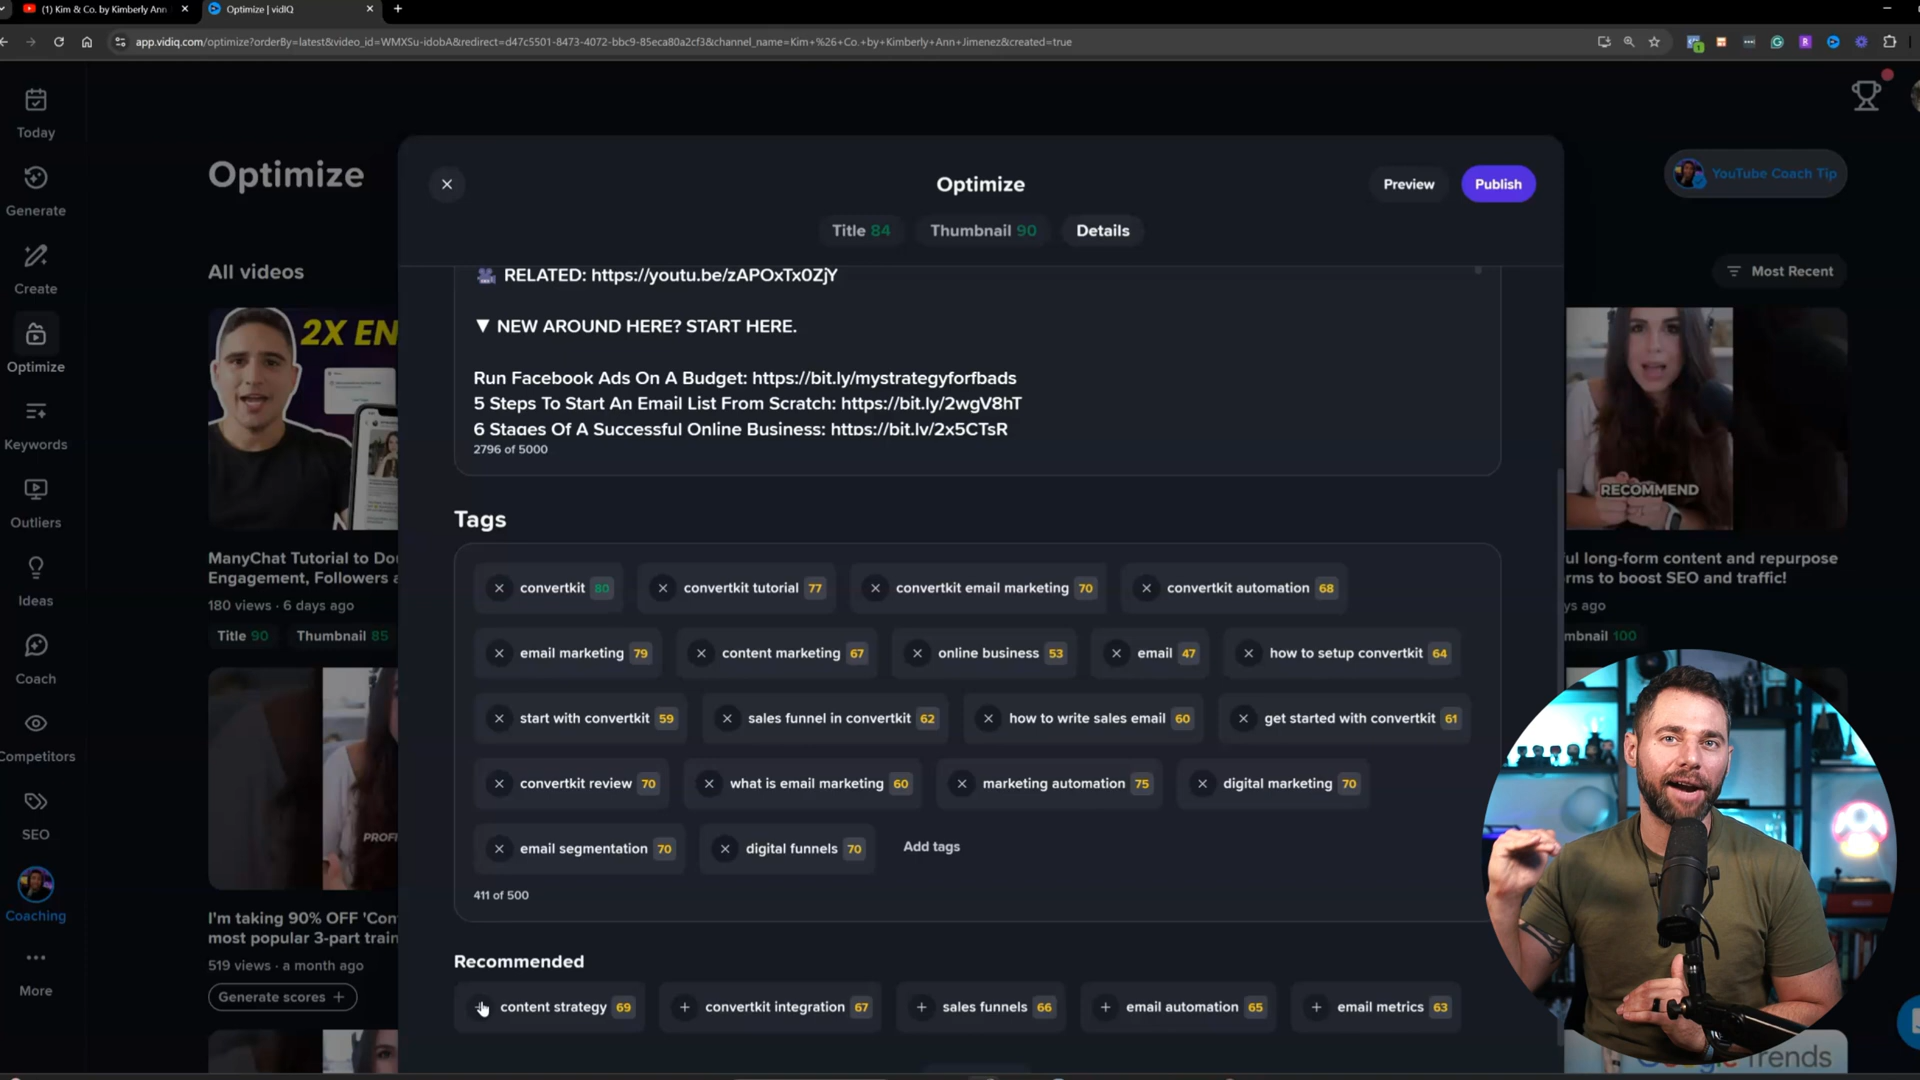 (1) Kim & Co. by Kimberly Ann
Optimize | vidIQ
app.vidiq.com/optimize?orderBy=latest&video_id=WMXSu-idobA&redirect=d47c5501-8473-4072-bbc9-85eca80a2cf3&channel_name=Kim+%26+Co.+by+Kimberly+Ann+Jimenez&created=true
Today
Generate
Create
Optimize
Keywords
Outliers
Ideas
Coach
Competitors
SEO
Coaching
More
Optimize
YouTube Coach Tip
All videos
Most Recent
2X EN
ManyChat Tutorial to Do
Engagement, Followers a
180 views · 6 days ago
Title 90 Thumbnail 85
PROFI
I'm taking 90% OFF 'Con
most popular 3-part train
519 views · a month ago
Generate scores +
Optimize
Preview
Publish
Title 84 Thumbnail 90 Details
RELATED: https://youtu.be/zAPOxTx0ZjY
▼ NEW AROUND HERE? START HERE.
Run Facebook Ads On A Budget: https://bit.ly/mystrategyforfbads
5 Steps To Start An Email List From Scratch: https://bit.ly/2wgV8hT
6 Stages Of A Successful Online Business: https://bit.ly/2x5CTsR
2796 of 5000
Tags
convertkit 80 convertkit tutorial 77 convertkit email marketing 70 convertkit automation 68
email marketing 79 content marketing 67 online business 53 email 47 how to setup convertkit 64
start with convertkit 59 sales funnel in convertkit 62 how to write sales email 60 get started with convertkit 61
convertkit review 70 what is email marketing 60 marketing automation 75 digital marketing 70
email segmentation 70 digital funnels 70 Add tags
411 of 500
Recommended
content strategy 69 + convertkit integration 67 + sales funnels 66 + email automation 65 + email metrics 63
RECOMMEND
ul long-form content and repurpose
rms to boost SEO and traffic!
ys ago
mbnail 100
Trends